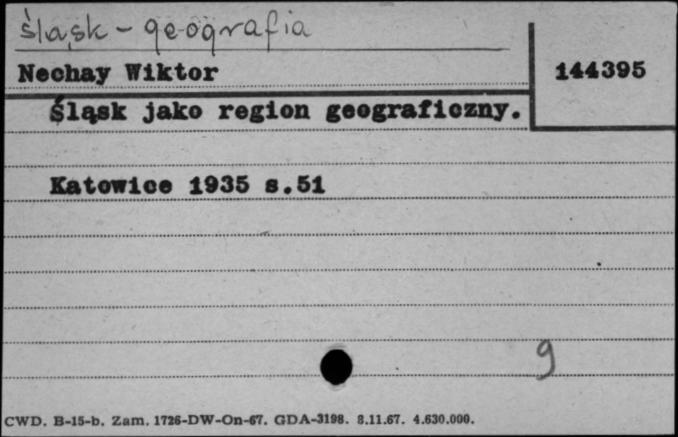 śląsk - geografia
Nechay Wiktor
144395
Śląsk jako region geograficzny.
Katowice 1935 s.51
9
CWD. B-15-b. Zam. 1726-DW-On-67. GDA-3198. 8.11.67. 4.630.000.